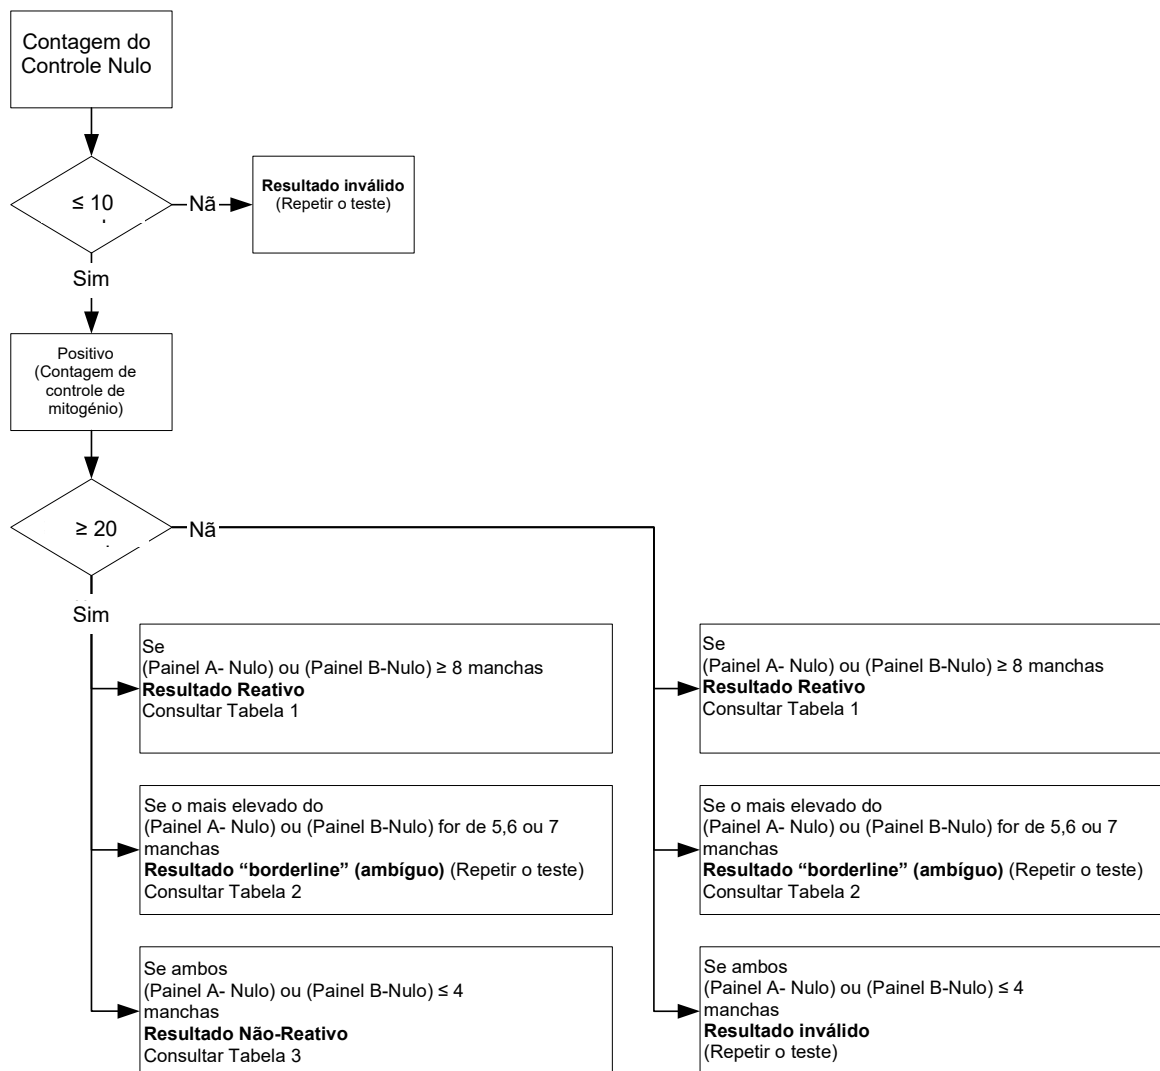 Contagem do
Controle Nulo
≤ 10
Nã
Resultado inválido
(Repetir o teste)
Sim
Positivo
(Contagem de
controle de
mitogénio)
≥ 20
Nã
Sim
Se
(Painel A- Nulo) ou (Painel B-Nulo) ≥ 8 manchas
Resultado Reativo
Consultar Tabela 1
Se
(Painel A- Nulo) ou (Painel B-Nulo) ≥ 8 manchas
Resultado Reativo
Consultar Tabela 1
Se o mais elevado do
(Painel A- Nulo) ou (Painel B-Nulo) for de 5,6 ou 7
manchas
Resultado “borderline” (ambíguo) (Repetir o teste)
Consultar Tabela 2
Se o mais elevado do
(Painel A- Nulo) ou (Painel B-Nulo) for de 5,6 ou 7
manchas
Resultado “borderline” (ambíguo) (Repetir o teste)
Consultar Tabela 2
Se ambos
(Painel A- Nulo) ou (Painel B-Nulo) ≤ 4
manchas
Resultado Não-Reativo
Consultar Tabela 3
Se ambos
(Painel A- Nulo) ou (Painel B-Nulo) ≤ 4
manchas
Resultado inválido
(Repetir o teste)